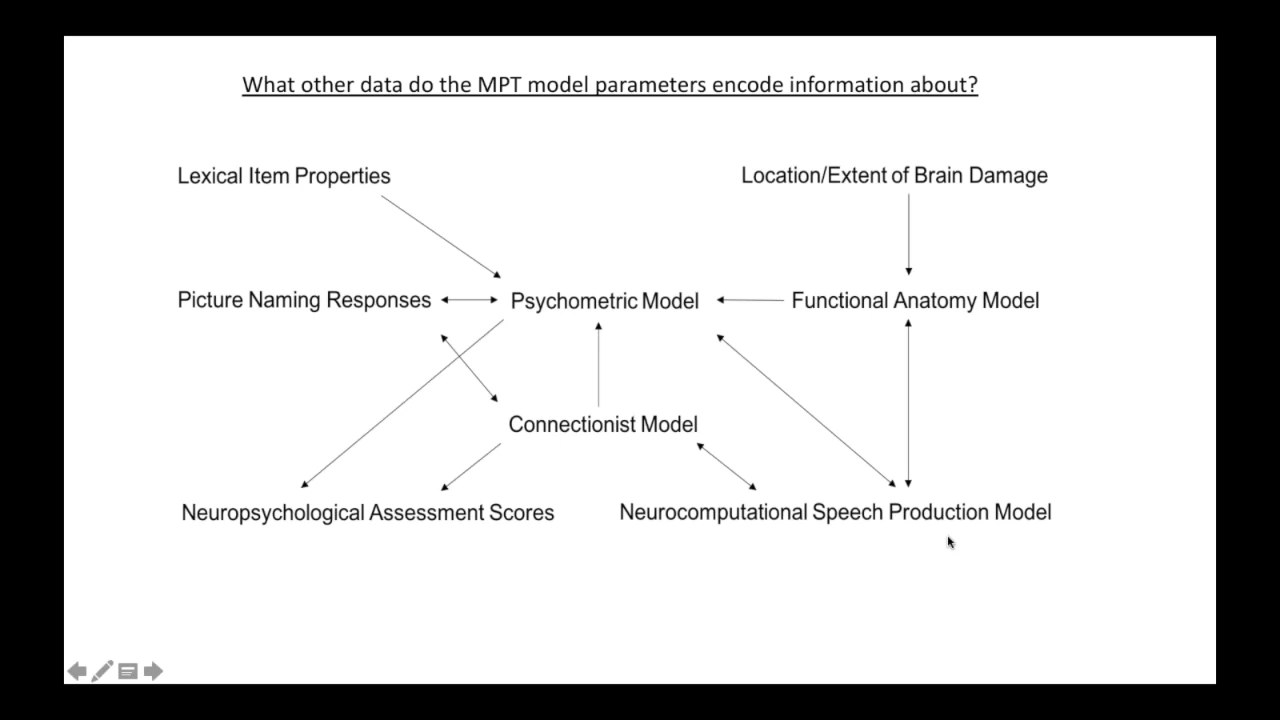 What other data do the MPT model parameters encode information about?
Lexical Item Properties
Location/Extent of Brain Damage
Picture Naming Responses
Psychometric Model
Functional Anatomy Model
Connectionist Model
Neuropsychological Assessment Scores
Neurocomputational Speech Production Model